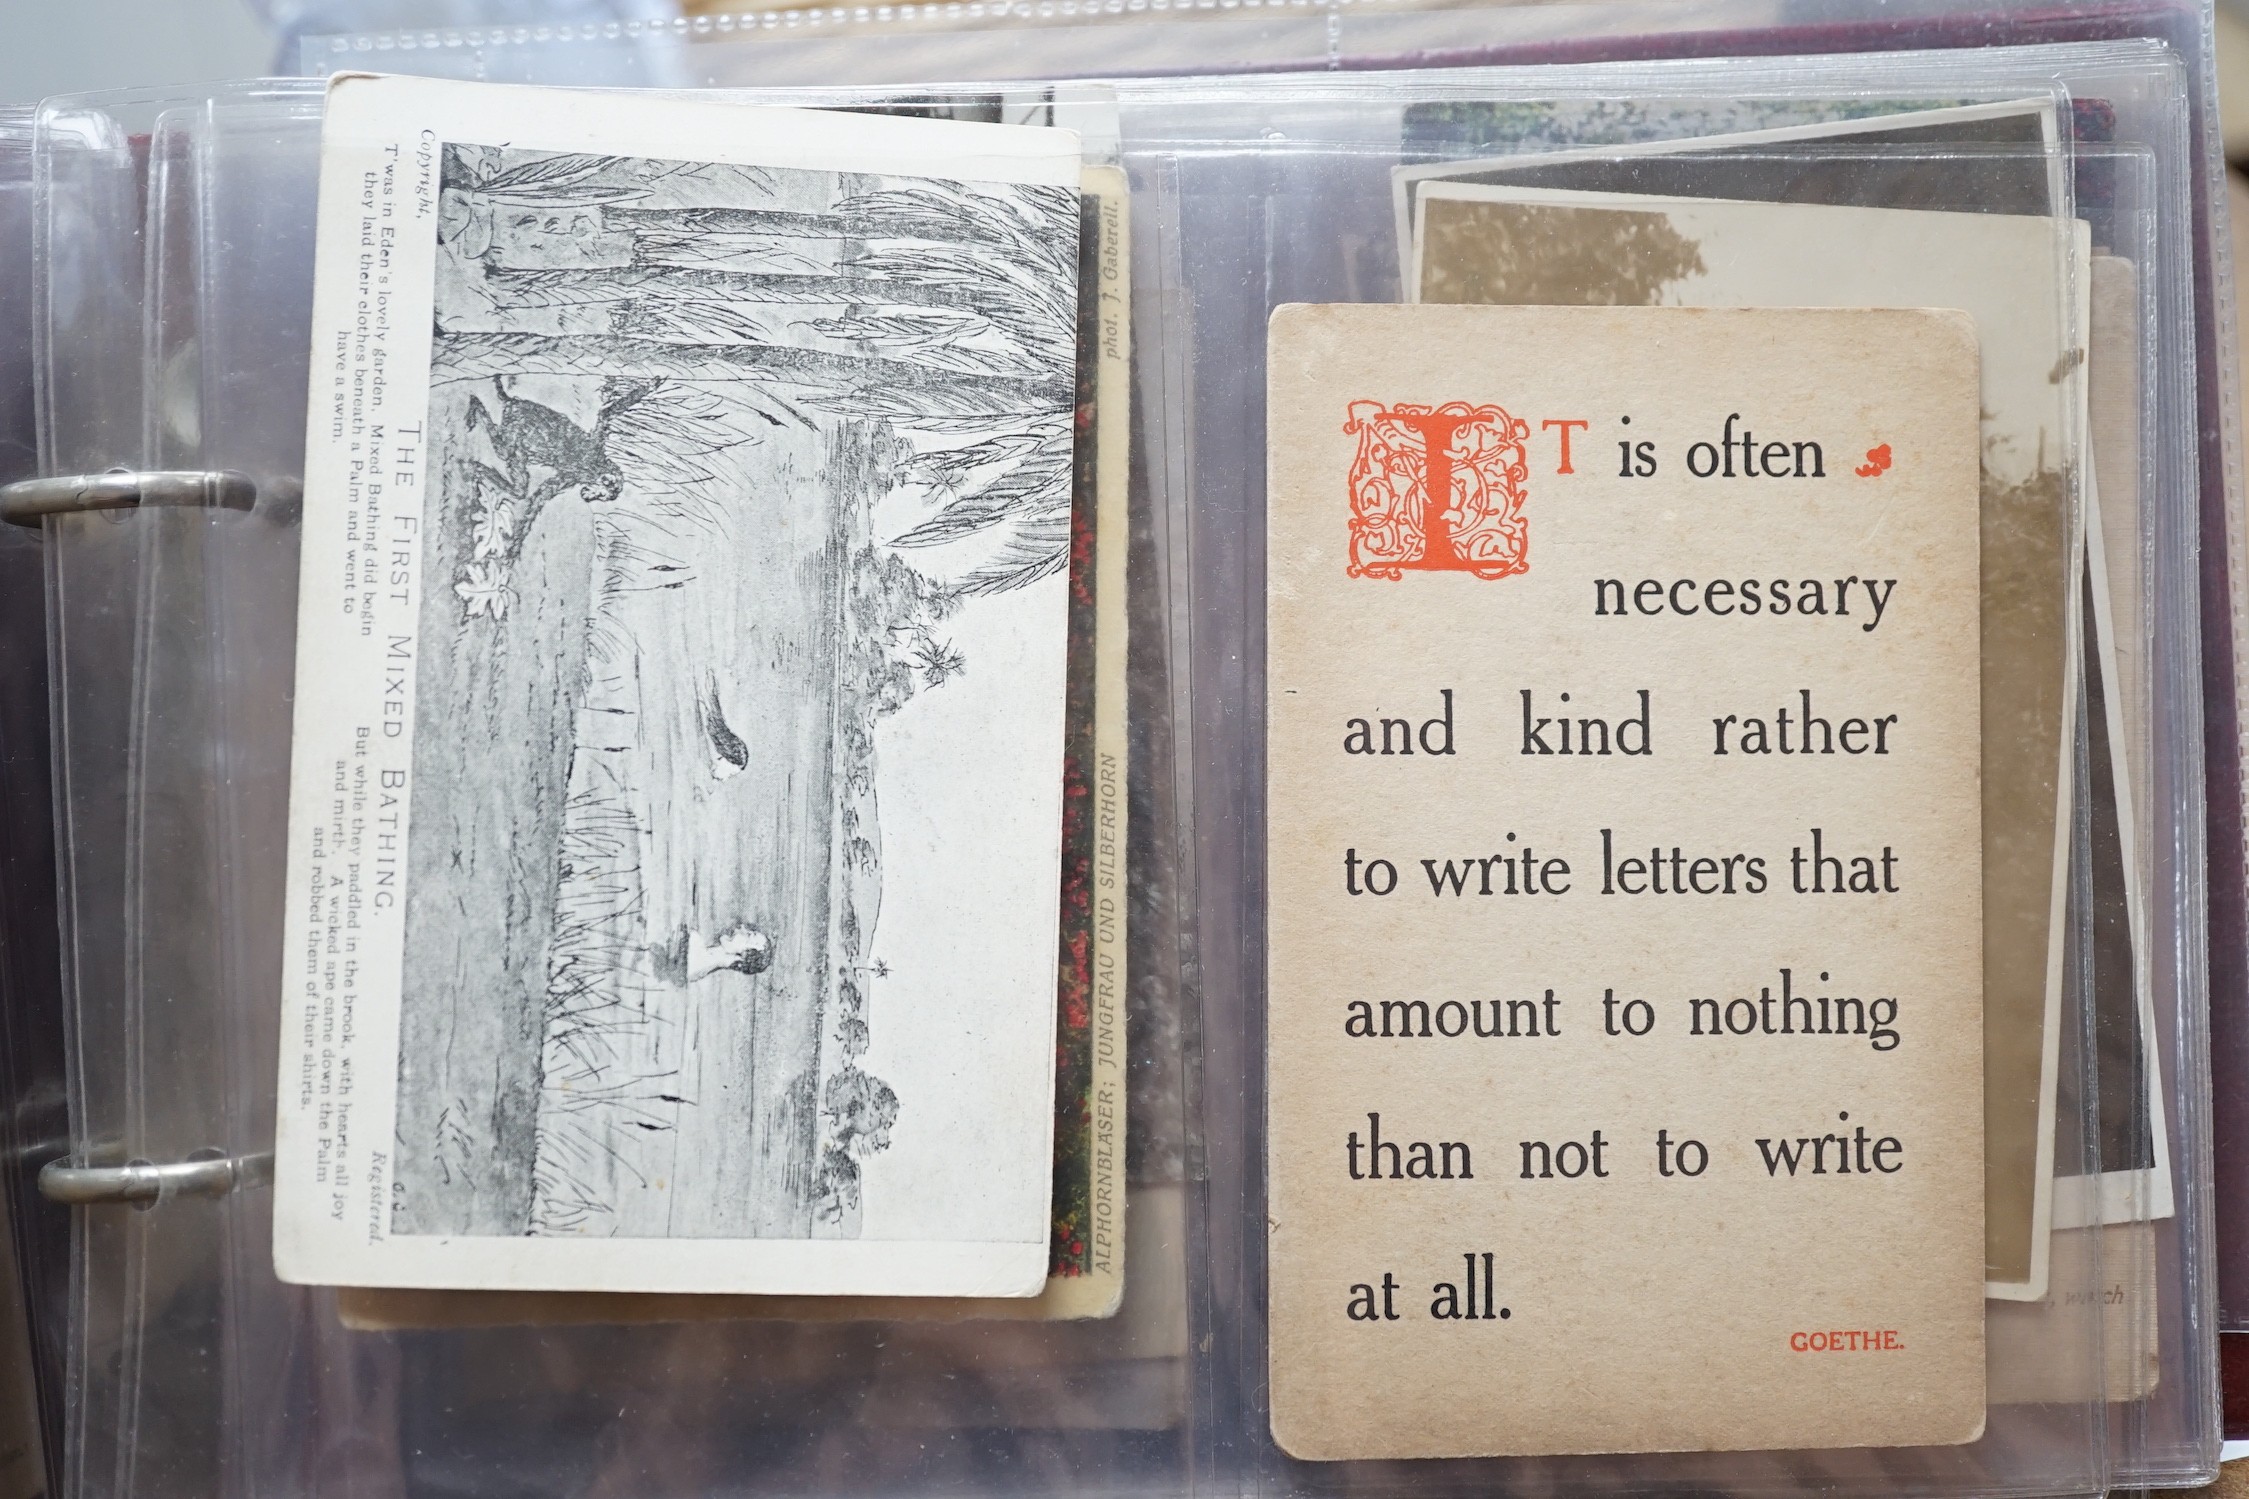 Copyright,
Registered.
THE FIRST MIXED BATHING.
T'was in Eden's lovely garden, Mixed Bathing did begin
they laid their clothes beneath a Palm and went to
have a swim.
But while they paddled in the brook, with hearts all joy
and mirth. A wicked ape came down the Palm
and robbed them of their shirts.
phot. J. Gaberell.
ALPHORNBLÄSER; JUNGFRAU UND SILBERHORN
IT is often
necessary
and kind rather
to write letters that
amount to nothing
than not to write
at all.
GOETHE.